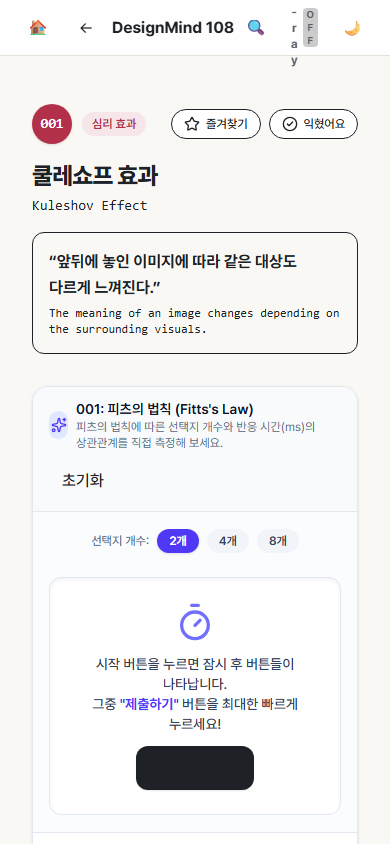 DesignMind 108
-
r
a
y
O
F
F
001
심리 효과
즐겨찾기
익혔어요
쿨레쇼프 효과
Kuleshov Effect
“앞뒤에 놓인 이미지에 따라 같은 대상도
다르게 느껴진다.”
The meaning of an image changes depending on
the surrounding visuals.
001: 피츠의 법칙 (Fitts's Law)
피츠의 법칙에 따른 선택지 개수와 반응 시간(ms)의
상관관계를 직접 측정해 보세요.
초기화
선택지 개수:
2개
4개
8개
시작 버튼을 누르면 잠시 후 버튼들이
나타납니다.
그중 "제출하기" 버튼을 최대한 빠르게
누르세요!